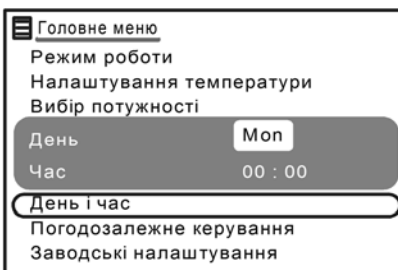 Головне меню
Режим роботи
Налаштування температури
Вибір потужності
День Mon
Час 00 : 00
День і час
Погодозалежне керування
Заводські налаштування